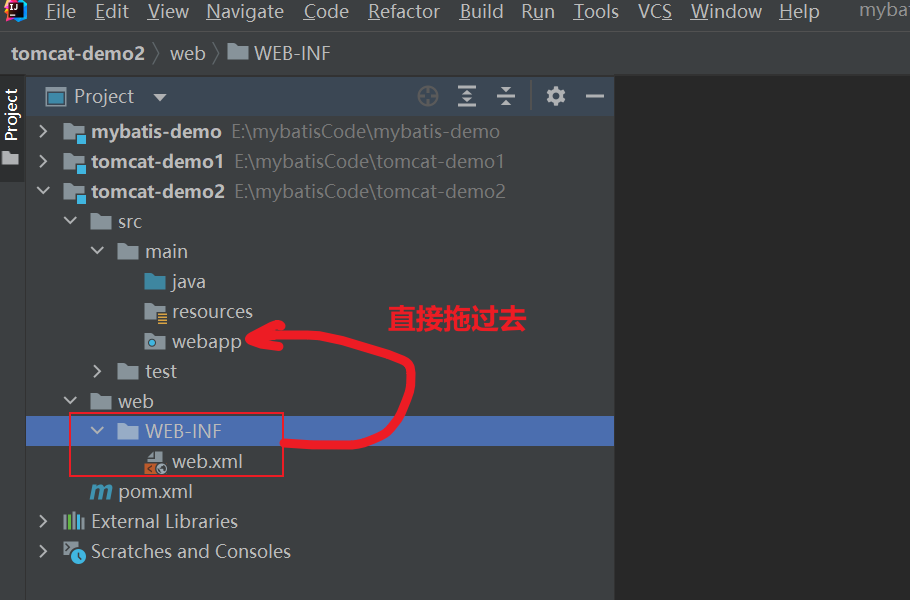 File Edit View Navigate Code Refactor Build Run Tools VCS Window Help mybat
tomcat-demo2 web WEB-INF
Project
Project
mybatis-demo E:\mybatisCode\mybatis-demo
tomcat-demo1 E:\mybatisCode\tomcat-demo1
tomcat-demo2 E:\mybatisCode\tomcat-demo2
src
main
java
resources
直接拖过去
webapp
test
web
WEB-INF
web.xml
pom.xml
External Libraries
Scratches and Consoles